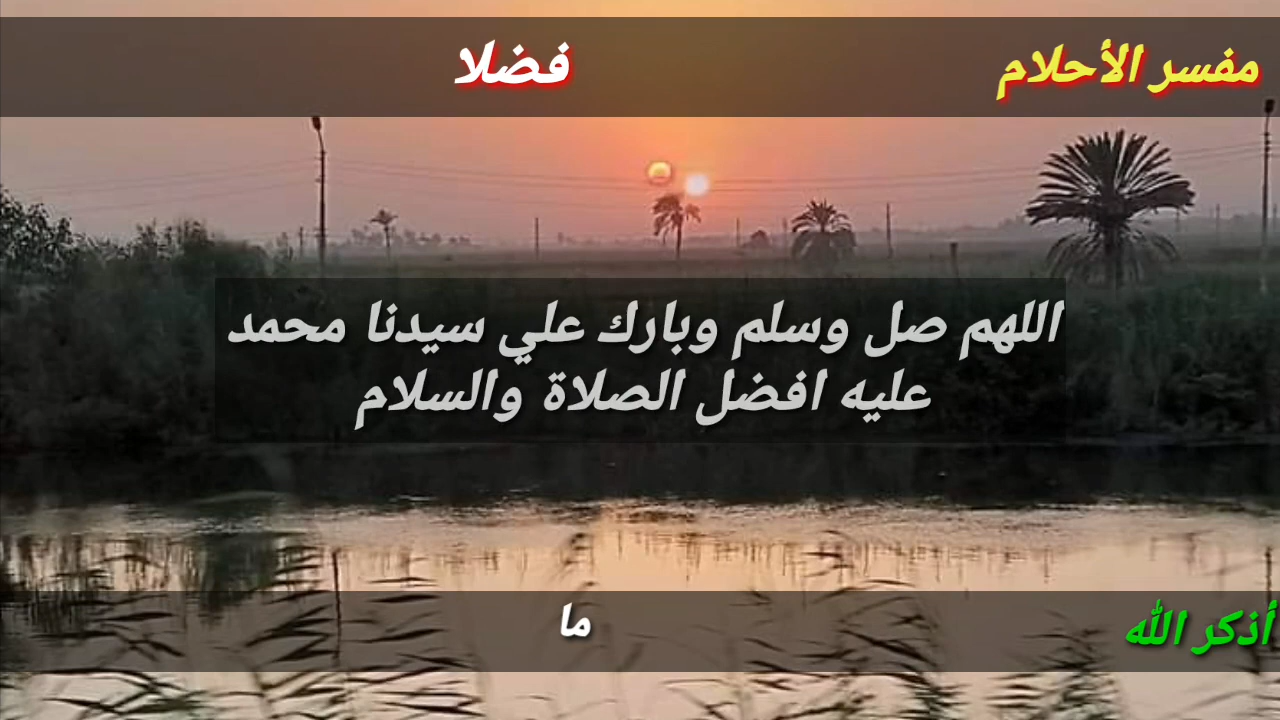 مفسر الأحلام
فضلا
اللهم صل وسلم وبارك علي سيدنا محمد
عليه افضل الصلاة والسلام
أذكر الله
ما